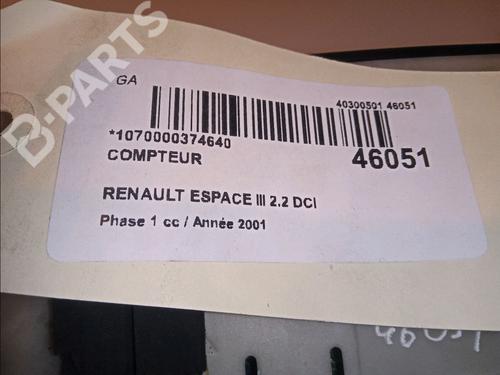 GA
40300501 46051
*1070000374640
46051
COMPTEUR
RENAULT ESPACE III 2.2 DCI
Phase 1 cc / Année 2001
B-PARTS
46051